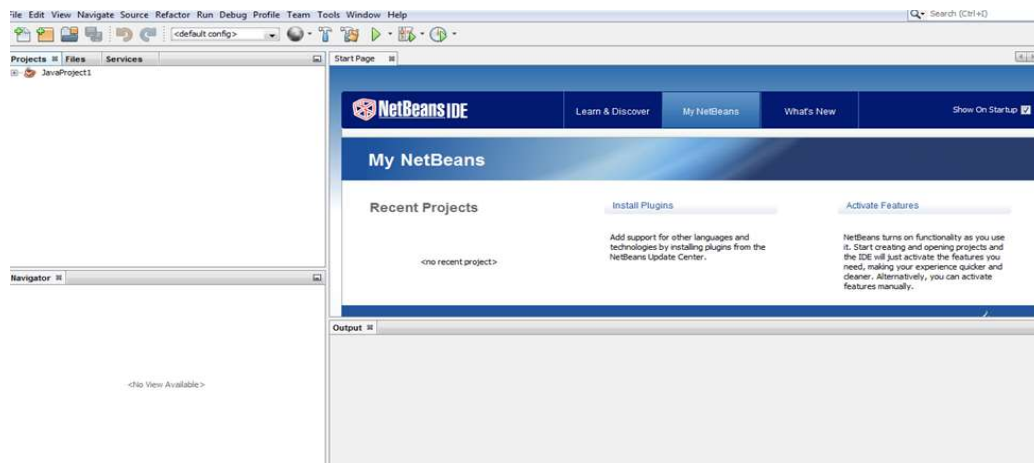 File Edit View Navigate Source Refactor Run Debug Profile Team Tools Window Help
Search (Ctrl+I)
<default config>
Projects Files Services
JavaProject1
Start Page
NetBeans IDE
Learn & Discover
My NetBeans
What's New
Show On Startup
My NetBeans
Recent Projects
<no recent project>
Install Plugins
Add support for other languages and
technologies by installing plugins from the
NetBeans Update Center.
Activate Features
NetBeans turns on functionality as you use
it. Start creating and opening projects and
the IDE will just activate the features you
need, making your experience quicker and
cleaner. Alternatively, you can activate
features manually.
Navigator
<No View Available>
Output